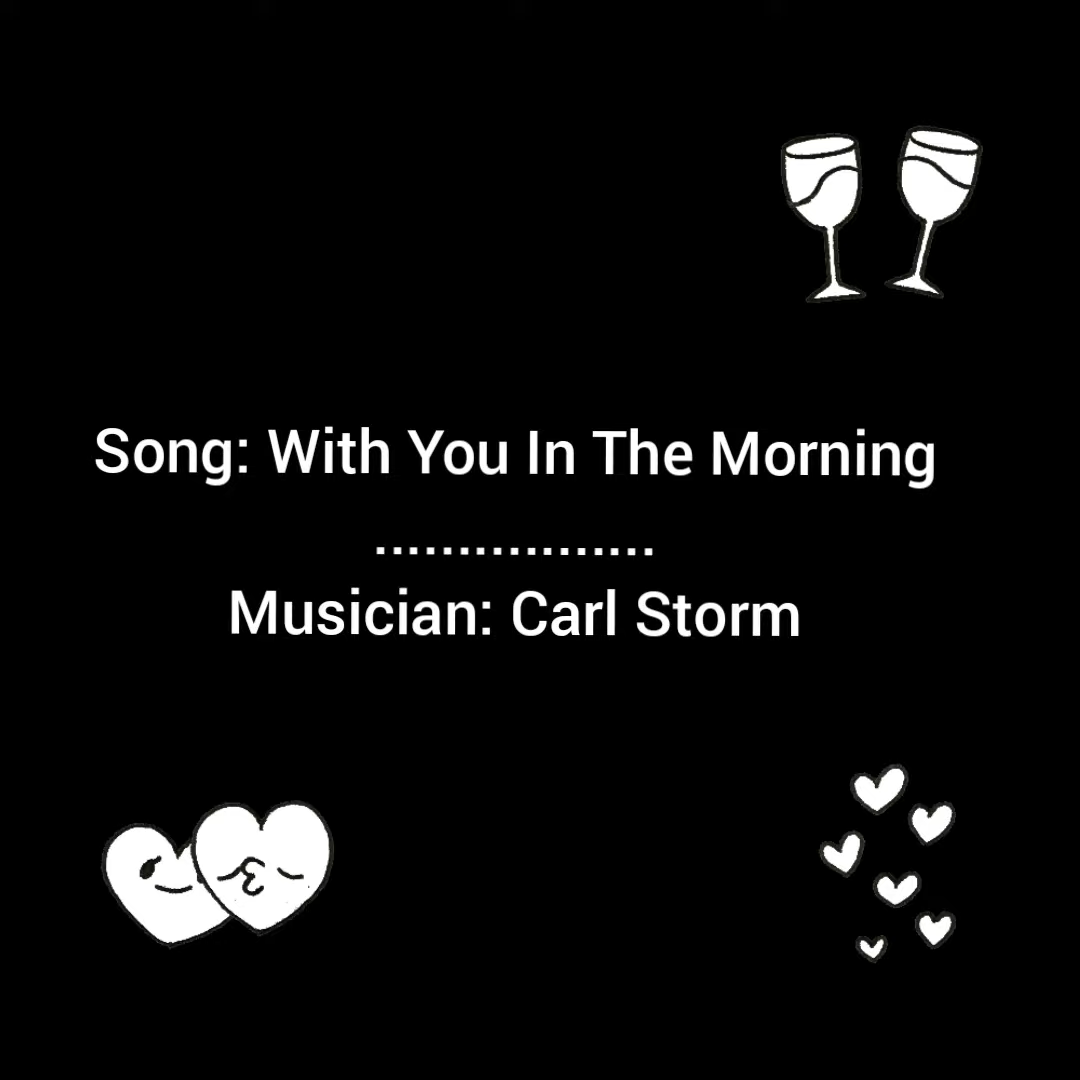 Song: With You In The Morning
.................
Musician: Carl Storm